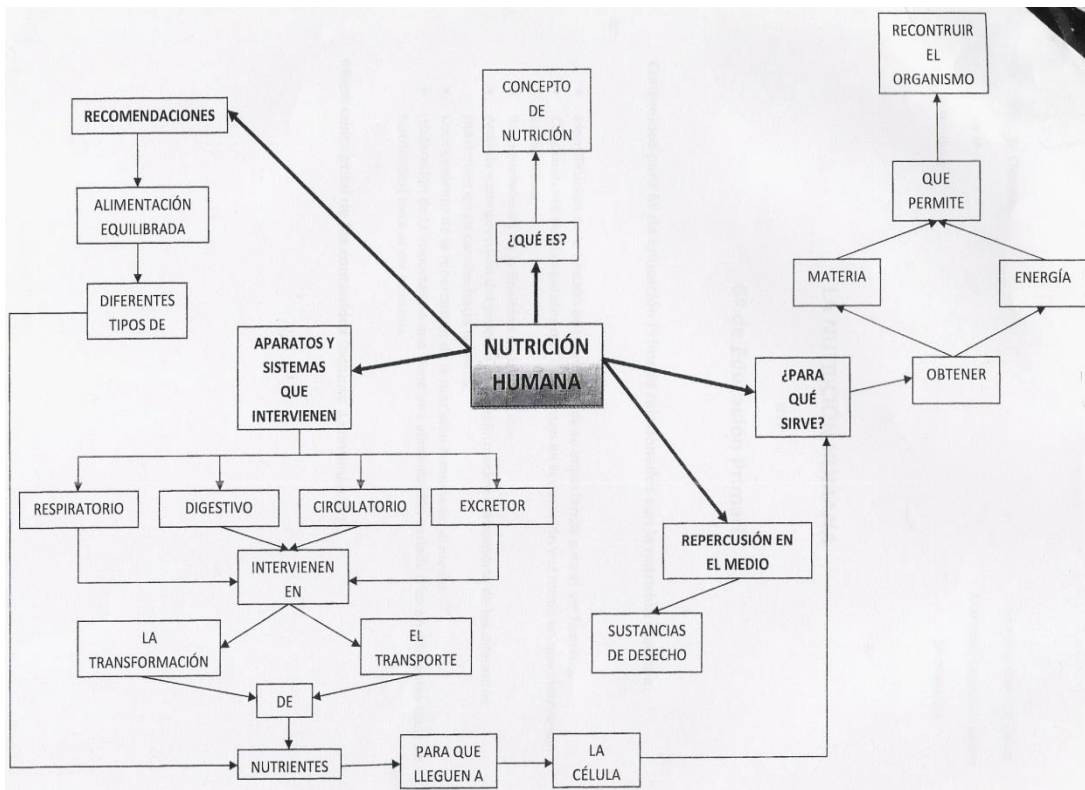 RECONTRUIR
EL
ORGANISMO
CONCEPTO
DE
NUTRICIÓN
RECOMENDACIONES
QUE
PERMITE
ALIMENTACIÓN
EQUILIBRADA
¿QUÉ ES?
MATERIA
ENERGÍA
DIFERENTES
TIPOS DE
APARATOS Y
SISTEMAS
QUE
INTERVIENEN
NUTRICIÓN
HUMANA
¿PARA
QUÉ
SIRVE?
OBTENER
RESPIRATORIO
DIGESTIVO
CIRCULATORIO
EXCRETOR
REPERCUSIÓN EN
EL MEDIO
INTERVIENEN
EN
SUSTANCIAS
DE DESECHO
LA
TRANSFORMACIÓN
EL
TRANSPORTE
DE
NUTRIENTES
PARA QUE
LLEGUEN A
LA
CÉLULA